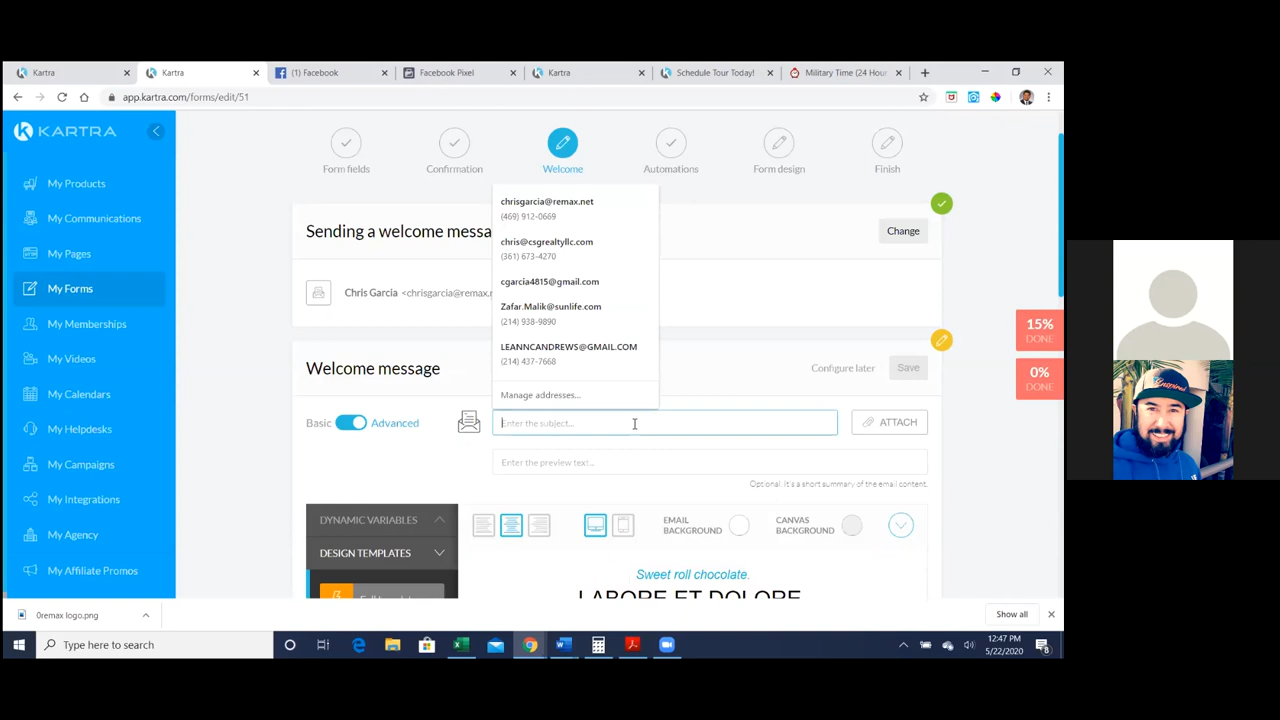 Kartra
Kartra
(1) Facebook
Facebook Pixel
Kartra
Schedule Tour Today!
Military Time (24 Hour
app.kartra.com/forms/edit/51
KARTRA
My Products
My Communications
My Pages
My Forms
My Memberships
My Videos
My Calendars
My Helpdesks
My Campaigns
My Integrations
My Agency
My Affiliate Promos
Form fields
Confirmation
Welcome
Automations
Form design
Finish
Sending a welcome messa
Change
Chris Garcia <chrisgarcia@remax.n
chrisgarcia@remax.net
(469) 912-0669
chris@csgrealtyllc.com
(361) 673-4270
cgarcia4815@gmail.com
Zafar.Malik@sunlife.com
(214) 938-9890
LEANNCANDREWS@GMAIL.COM
(214) 437-7668
Manage addresses...
15%
DONE
0%
DONE
Welcome message
Configure later
Save
Basic
Advanced
Enter the subject...
ATTACH
Enter the preview text...
Optional. It's a short summary of the email content.
DYNAMIC VARIABLES
DESIGN TEMPLATES
EMAIL
BACKGROUND
CANVAS
BACKGROUND
Sweet roll chocolate.
LABORE ET DOLORE
0remax logo.png
Show all
Type here to search
12:47 PM
5/22/2020
8